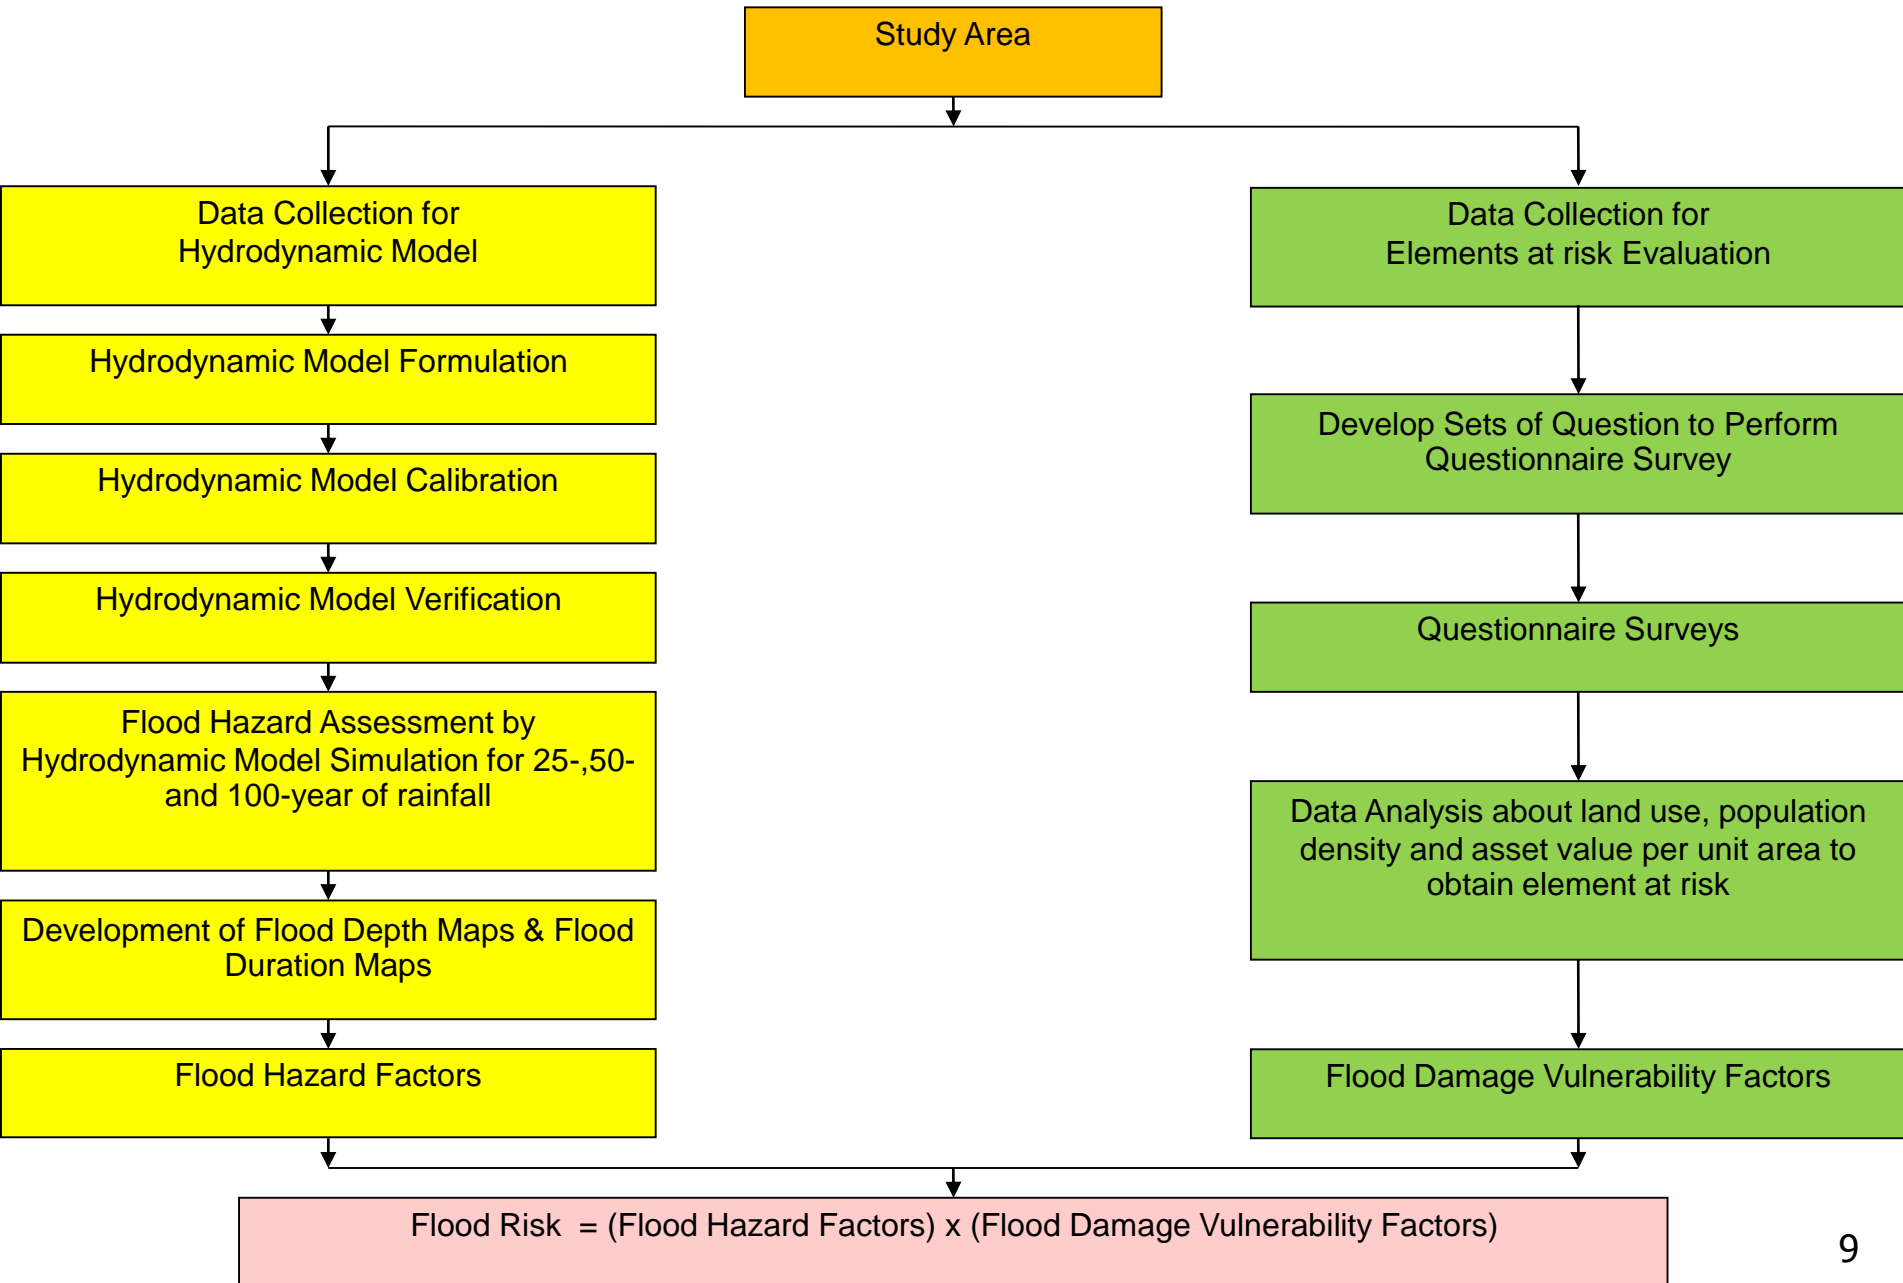 Study Area
Data Collection for
Hydrodynamic Model
Hydrodynamic Model Formulation
Hydrodynamic Model Calibration
Hydrodynamic Model Verification
Flood Hazard Assessment by
Hydrodynamic Model Simulation for 25-,50-
and 100-year of rainfall
Development of Flood Depth Maps & Flood
Duration Maps
Flood Hazard Factors
Data Collection for
Elements at risk Evaluation
Develop Sets of Question to Perform
Questionnaire Survey
Questionnaire Surveys
Data Analysis about land use, population
density and asset value per unit area to
obtain element at risk
Flood Damage Vulnerability Factors
Flood Risk = (Flood Hazard Factors) x (Flood Damage Vulnerability Factors)
9